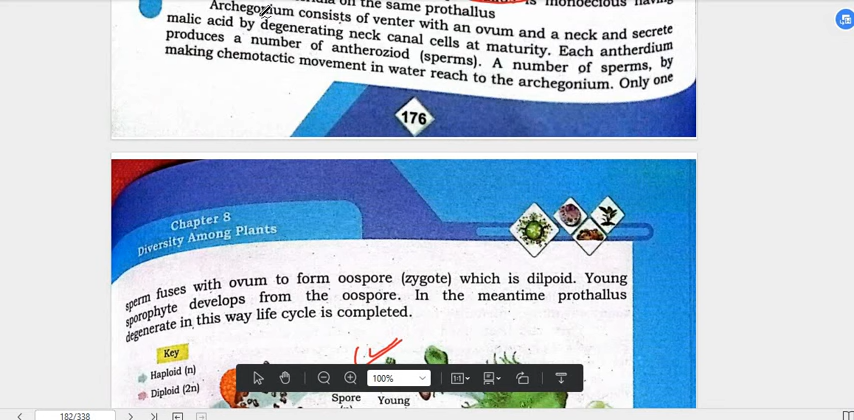 on the same prothallus
is monoecious having
Archegonium consists of venter with an ovum and a neck and secrete
malic acid by degenerating neck canal cells at maturity. Each antherdium
produces a number of antheroziod (sperms). A number of sperms, by
making chemotactic movement in water reach to the archegonium. Only one
176
Chapter 8
Diversity Among Plants
sperm fuses with ovum to form oospore (zygote) which is dilpoid. Young
sporophyte develops from the oospore. In the meantime prothallus
degenerate in this way life cycle is completed.
Key
Haploid (n)
Diploid (2n)
100%
1:1
Spore
Young
182/338